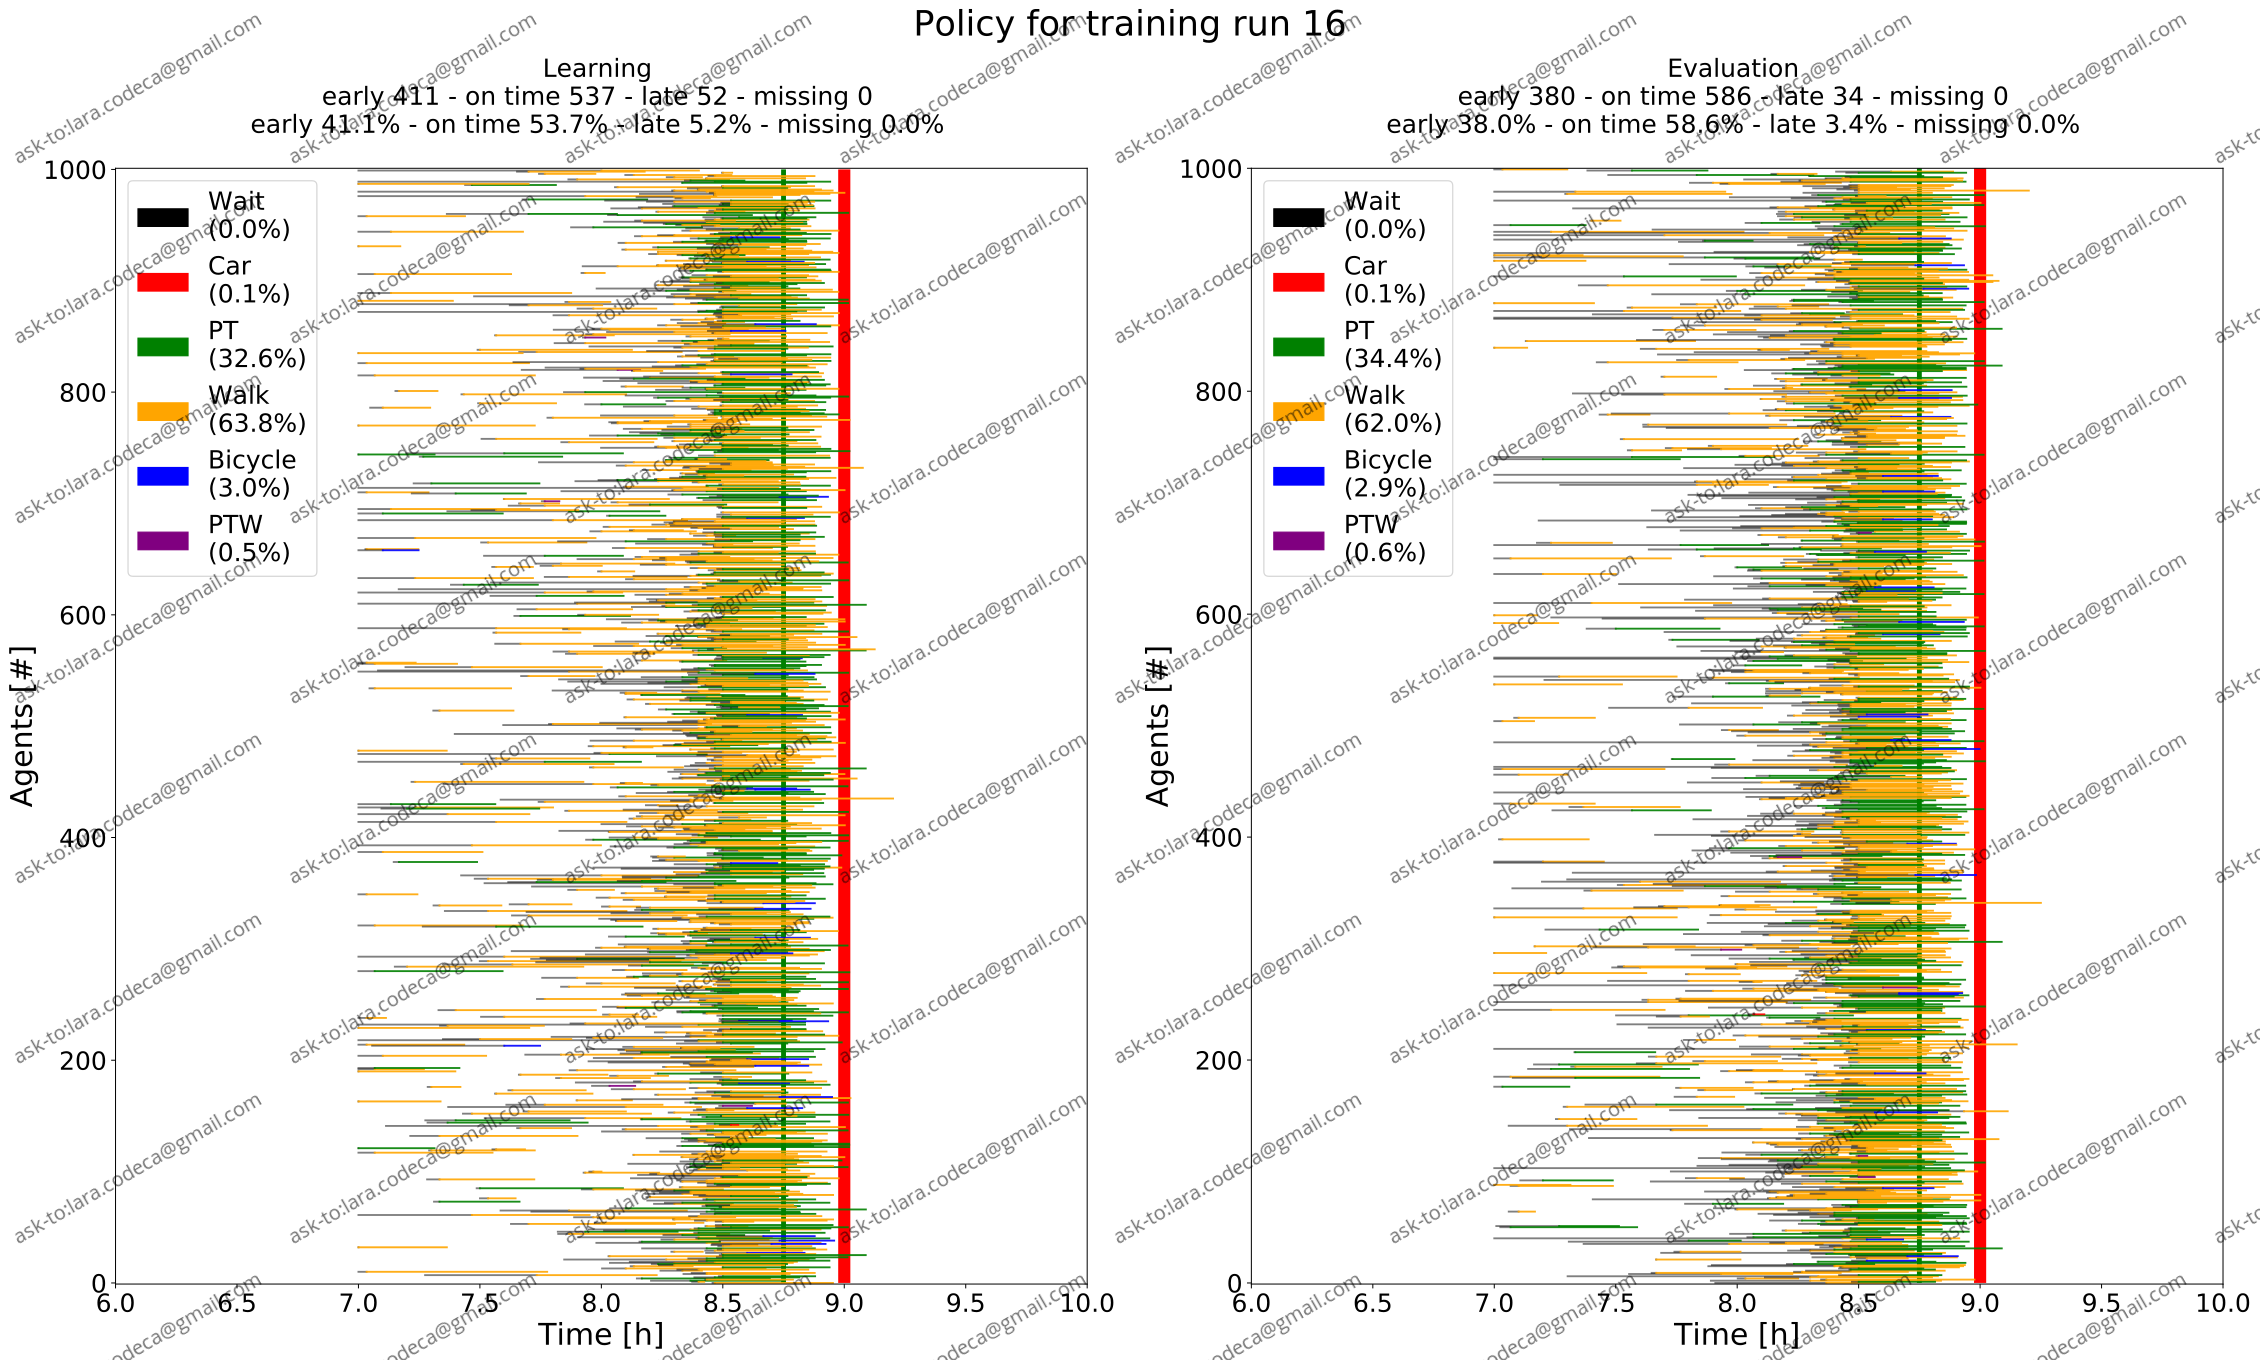 Policy for training run 16
Learning
early 411 - on time 537 - late 52 - missing 0
early 41.1% - on time 53.7% - late 5.2% - missing 0.0%
Agents [#]
1000
800
600
400
200
0
Wait
(0.0%)
Car
(0.1%)
PT
(32.6%)
Walk
(63.8%)
Bicycle
(3.0%)
PTW
(0.5%)
6.0 6.5 7.0 7.5 8.0 8.5 9.0 9.5 10.0
Time [h]
Evaluation
early 380 - on time 586 - late 34 - missing 0
early 38.0% - on time 58.6% - late 3.4% - missing 0.0%
Agents [#]
1000
800
600
400
200
0
Wait
(0.0%)
Car
(0.1%)
PT
(34.4%)
Walk
(62.0%)
Bicycle
(2.9%)
PTW
(0.6%)
6.0 6.5 7.0 7.5 8.0 8.5 9.0 9.5 10.0
Time [h]
ask-to:lara.codeca@gmail.com